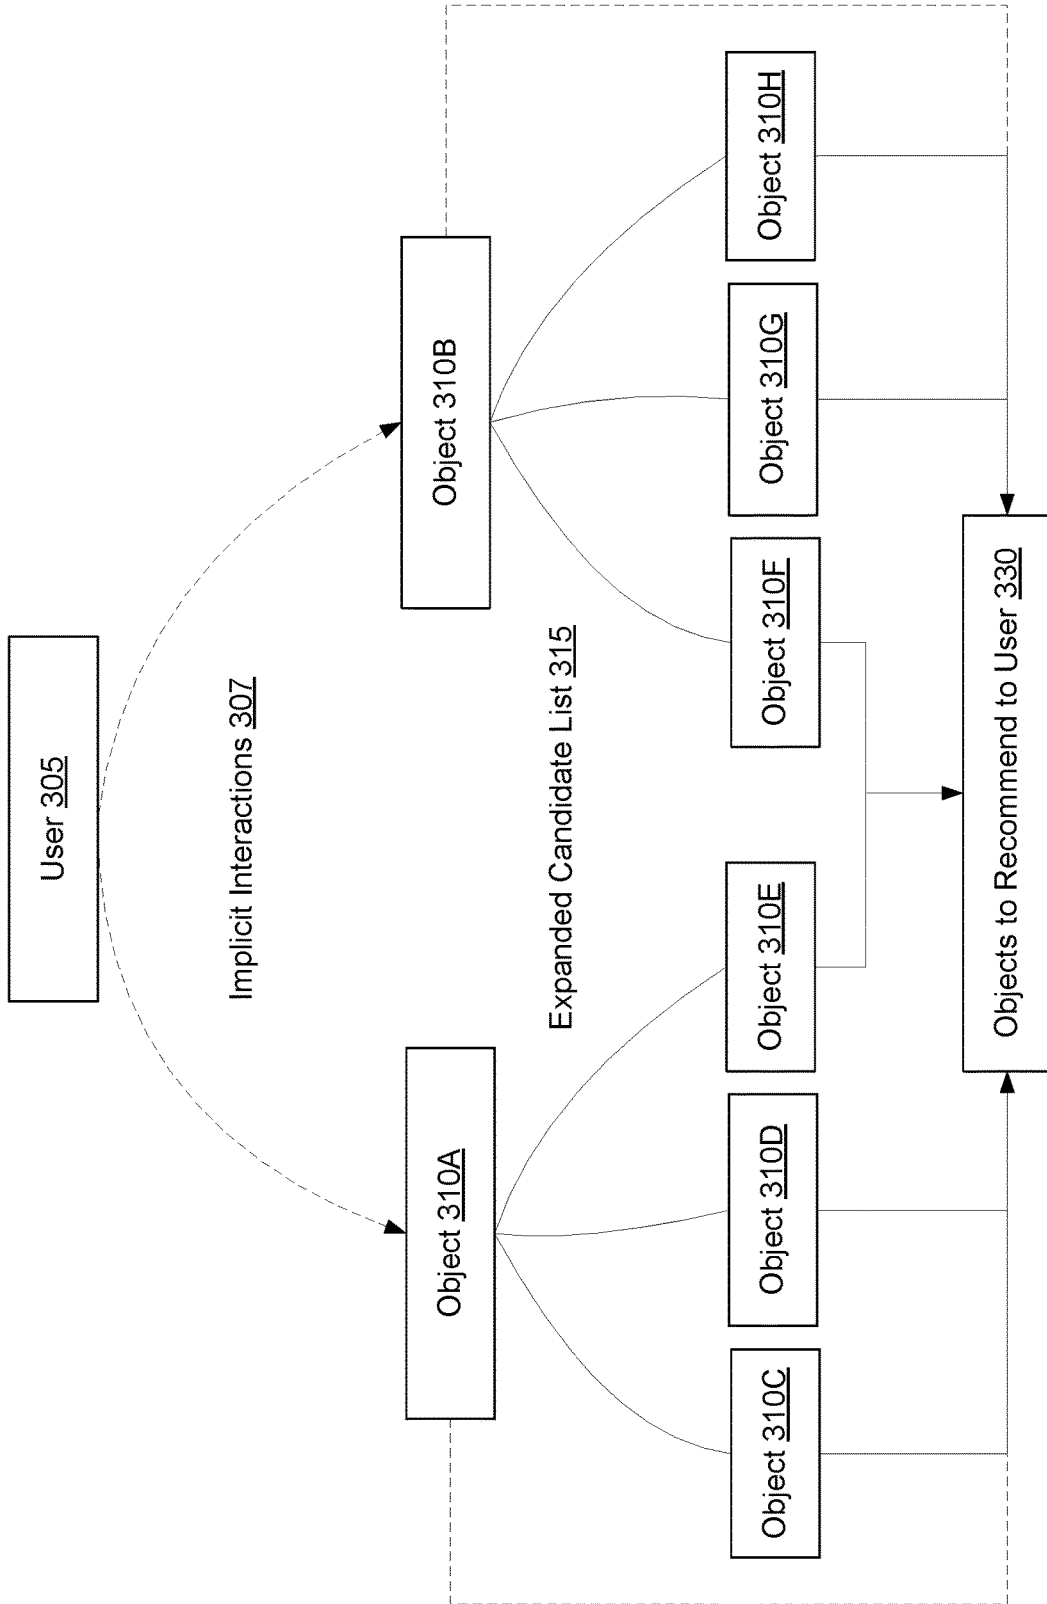 User 305
Implicit Interactions 307
Object 310A
Object 310B
Expanded Candidate List 315
Object 310C
Object 310D
Object 310E
Object 310F
Object 310G
Object 310H
Objects to Recommend to User 330